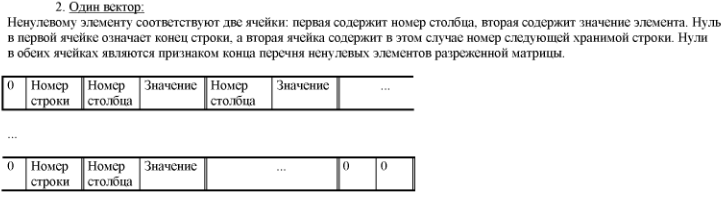 2. Один вектор:
Ненулевому элементу соответствуют две ячейки: первая содержит номер столбца, вторая содержит значение элемента. Нуль
в первой ячейке означает конец строки, а вторая ячейка содержит в этом случае номер следующей хранимой строки. Нули
в обеих ячейках являются признаком конца перечня ненулевых элементов разреженной матрицы.
0 Номер Номер Значение Номер Значение ...
строки столбца столбца
...
0 Номер Номер Значение ... 0 0
строки столбца